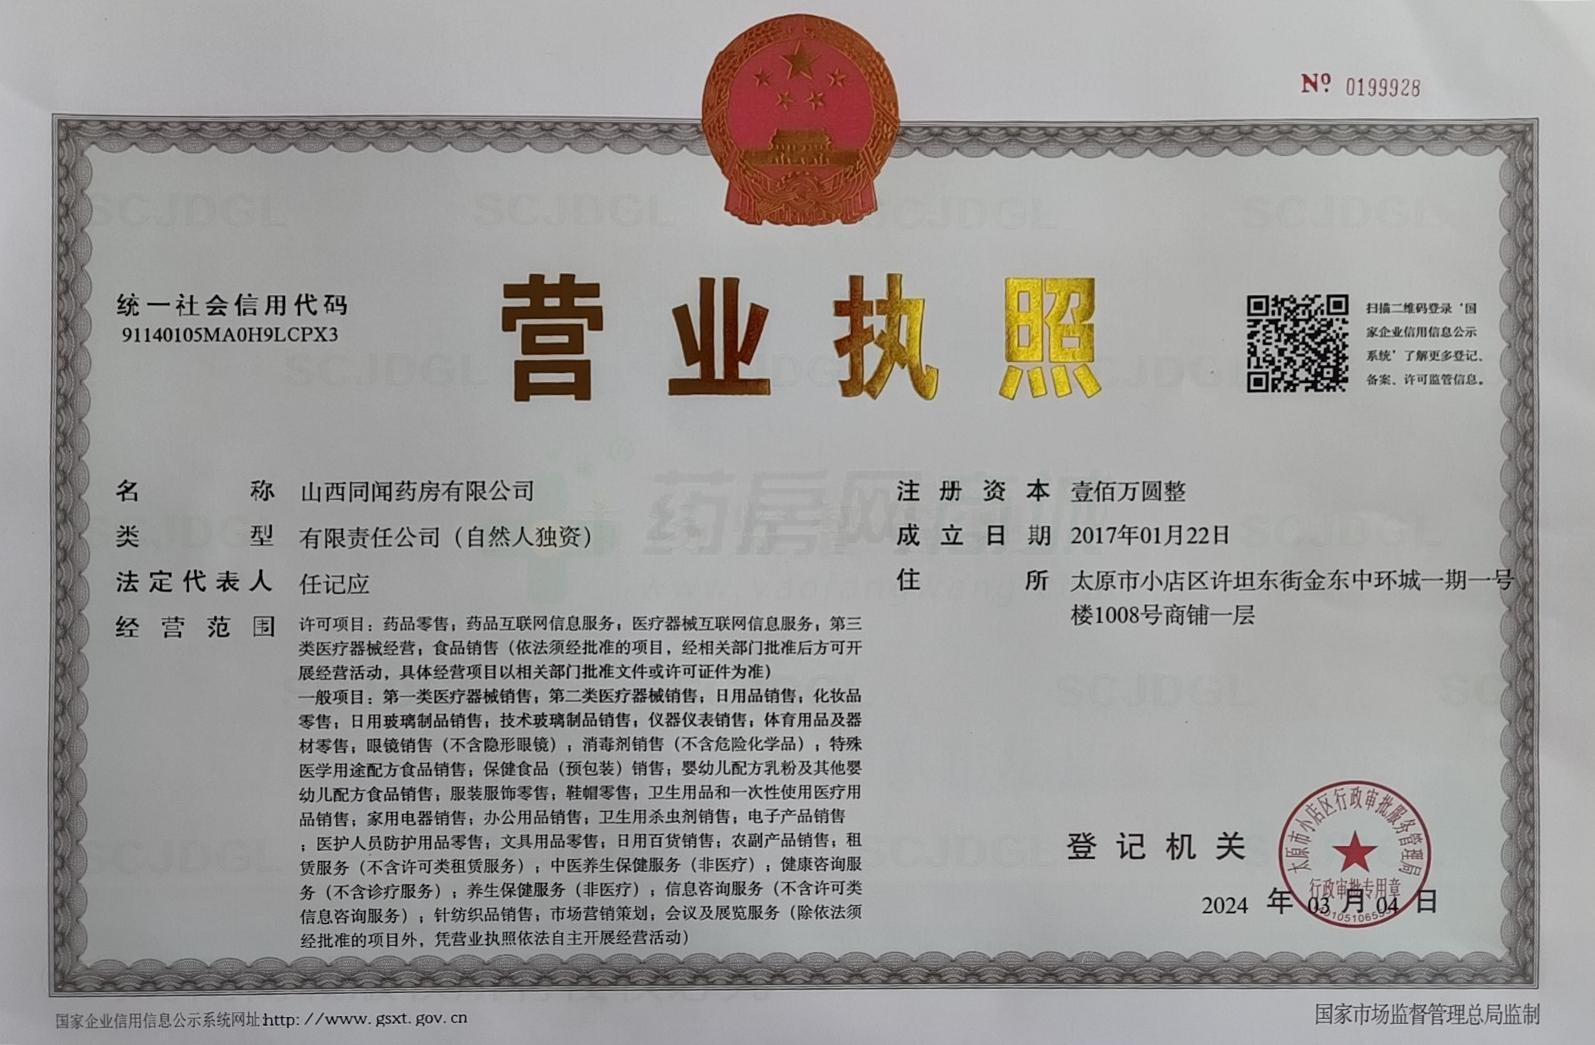 № 0199928
营业执照
统一社会信用代码
91140105MA0H9LCPX3
扫描二维码登录‘国
家企业信用信息公示
系统’了解更多登记、
备案、许可监管信息。
名称 山西同闻药房有限公司
类型 有限责任公司（自然人独资）
法定代表人 任记应
经营范围 许可项目：药品零售；药品互联网信息服务；医疗器械互联网信息服务；第三
类医疗器械经营；食品销售（依法须经批准的项目，经相关部门批准后方可开
展经营活动，具体经营项目以相关部门批准文件或许可证件为准）
一般项目：第一类医疗器械销售；第二类医疗器械销售；日用品销售；化妆品
零售；日用玻璃制品销售；技术玻璃制品销售；仪器仪表销售；体育用品及器
材零售；眼镜销售（不含隐形眼镜）；消毒剂销售（不含危险化学品）；特殊
医学用途配方食品销售；保健食品（预包装）销售；婴幼儿配方乳粉及其他婴
幼儿配方食品销售；服装服饰零售；鞋帽零售；卫生用品和一次性使用医疗用
品销售；家用电器销售；办公用品销售；卫生用杀虫剂销售；电子产品销售
；医护人员防护用品零售；文具用品零售；日用百货销售；农副产品销售；租
赁服务（不含许可类租赁服务）；中医养生保健服务（非医疗）；健康咨询服
务（不含诊疗服务）；养生保健服务（非医疗）；信息咨询服务（不含许可类
信息咨询服务）；针纺织品销售；市场营销策划；会议及展览服务（除依法须
经批准的项目外，凭营业执照依法自主开展经营活动）
注册资本 壹佰万圆整
成立日期 2017年01月22日
住所 太原市小店区许坦东街金东中环城一期一号
楼1008号商铺一层
登记机关
太原市小店区行政审批服务管理局
行政审批专用章
2024 年 03 月 04 日
国家企业信用信息公示系统网址:http://www.gsxt.gov.cn
国家市场监督管理总局监制
SCJDGL
药房网商城